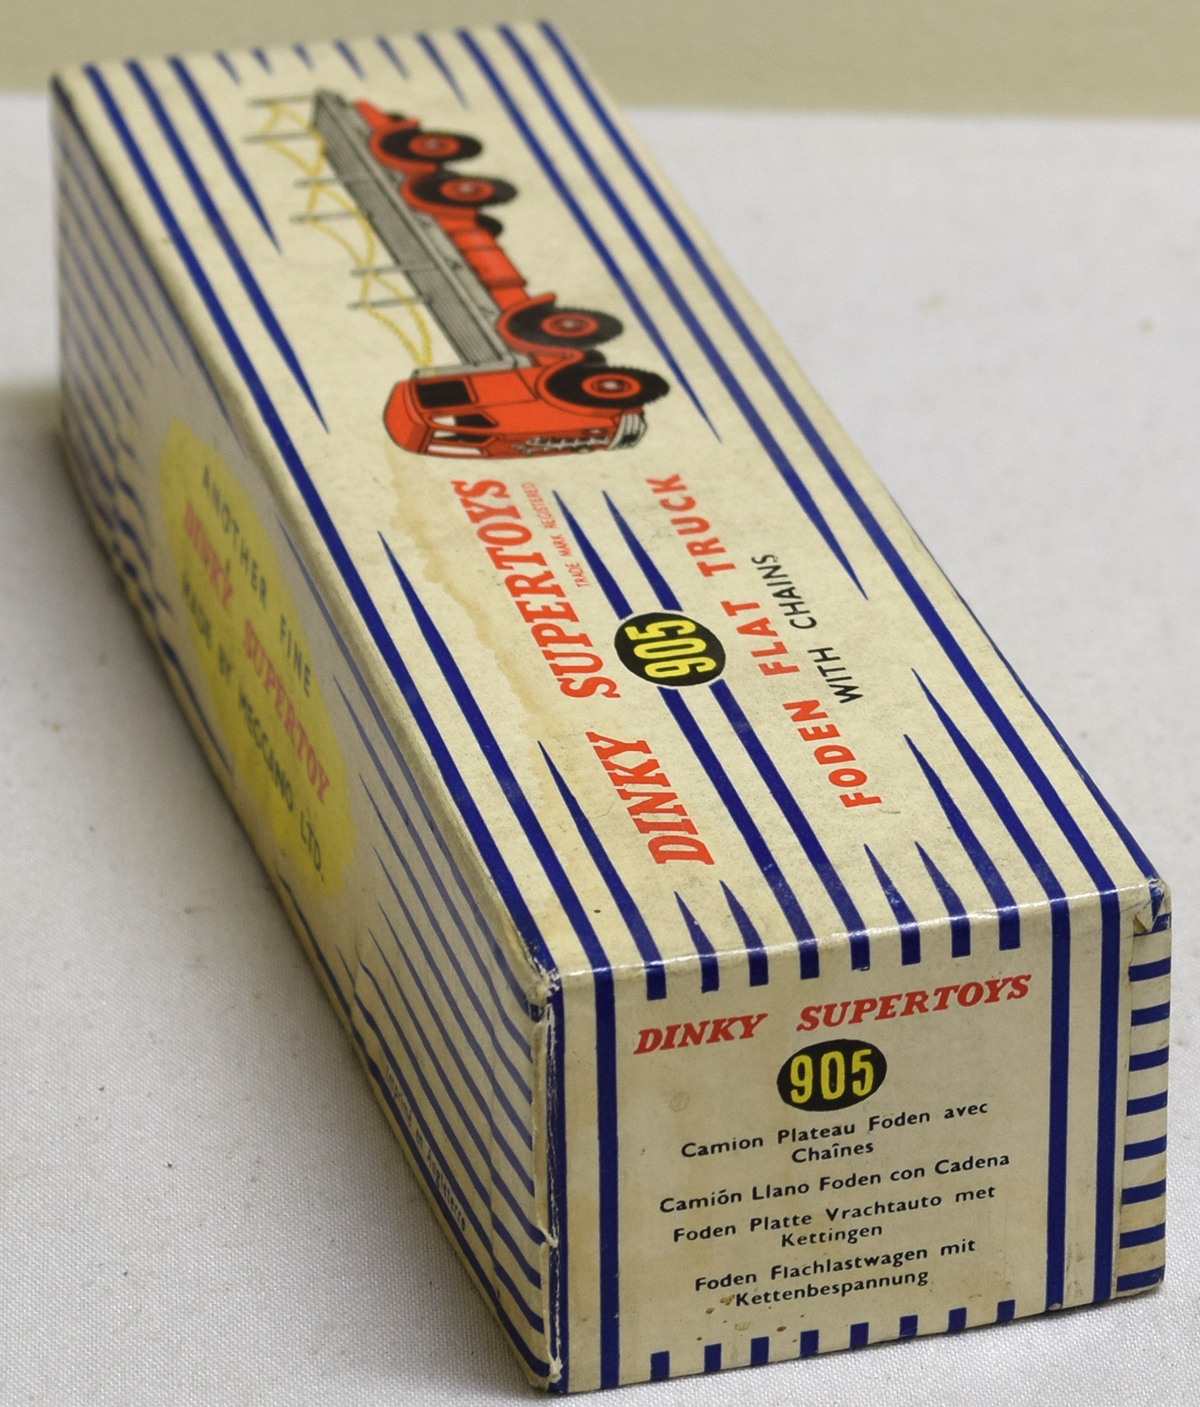 DINKY SUPERTOYS
TRADE MARK REGISTERED
905
FODEN FLAT TRUCK
WITH CHAINS
ANOTHER FINE
DINKY SUPERTOY
MADE BY MECCANO LTD.
DINKY SUPERTOYS
905
Camion Plateau Foden avec
Chaînes
Camión Llano Foden con Cadena
Foden Platte Vrachtauto met
Kettingen
Foden Flachlastwagen mit
Kettenbespannung